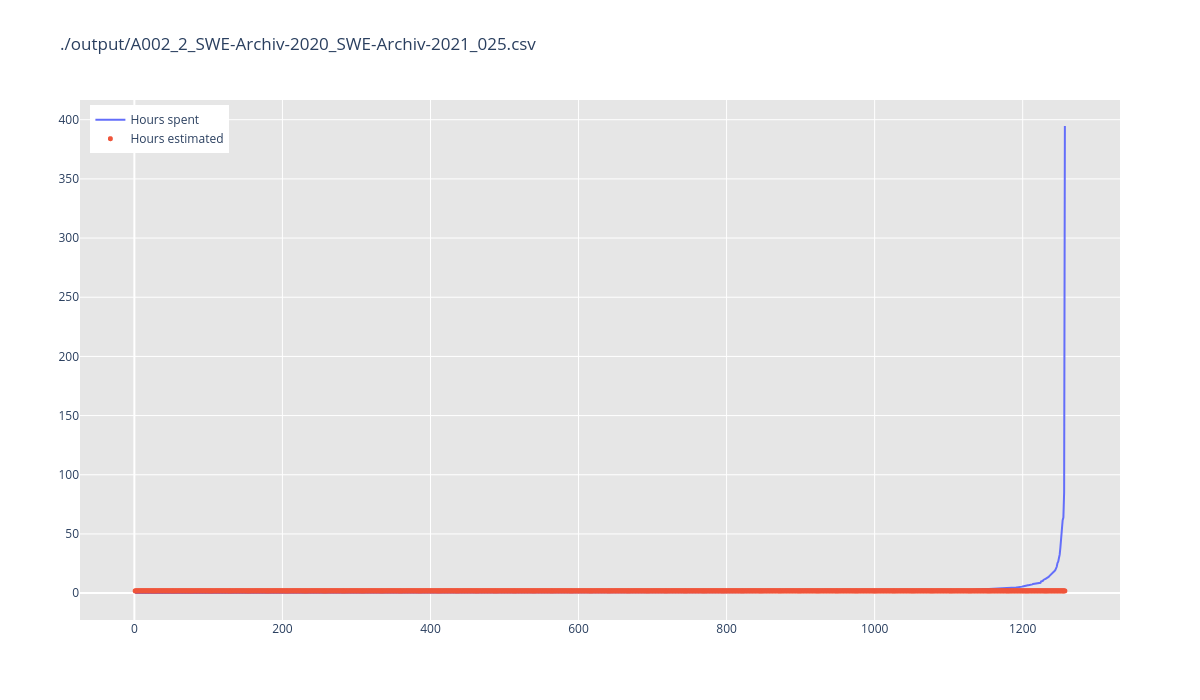 ./output/A002_2_SWE-Archiv-2020_SWE-Archiv-2021_025.csv
Hours spent
Hours estimated
400
350
300
250
200
150
100
50
0
0 200 400 600 800 1000 1200